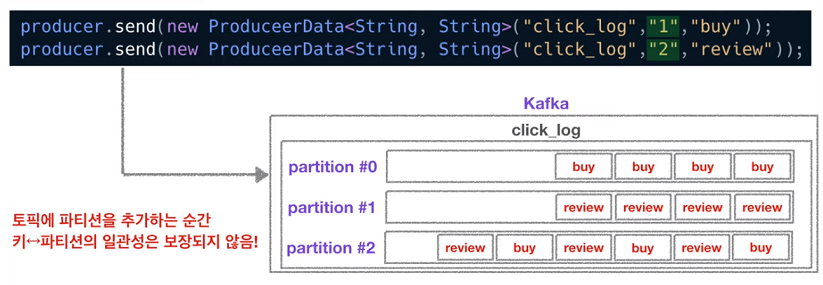 producer.send(new ProduceerData<String, String>("click_log","1","buy"));
producer.send(new ProduceerData<String, String>("click_log","2","review"));
Kafka
click_log
partition #0 buy buy buy buy
partition #1 review review review review
partition #2 review buy review buy review buy
토픽에 파티션을 추가하는 순간
키↔파티션의 일관성은 보장되지 않음!